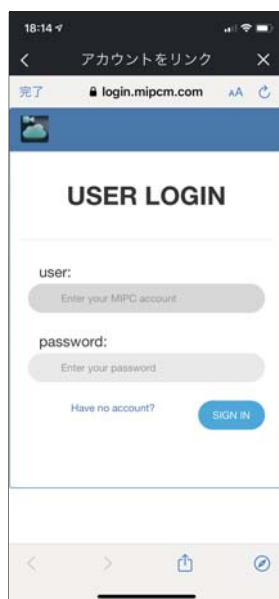 18:14
アカウントをリンク
完了 login.mipcm.com AA
USER LOGIN
user:
Enter your MIPC account
password:
Enter your password
Have no account? SIGN IN